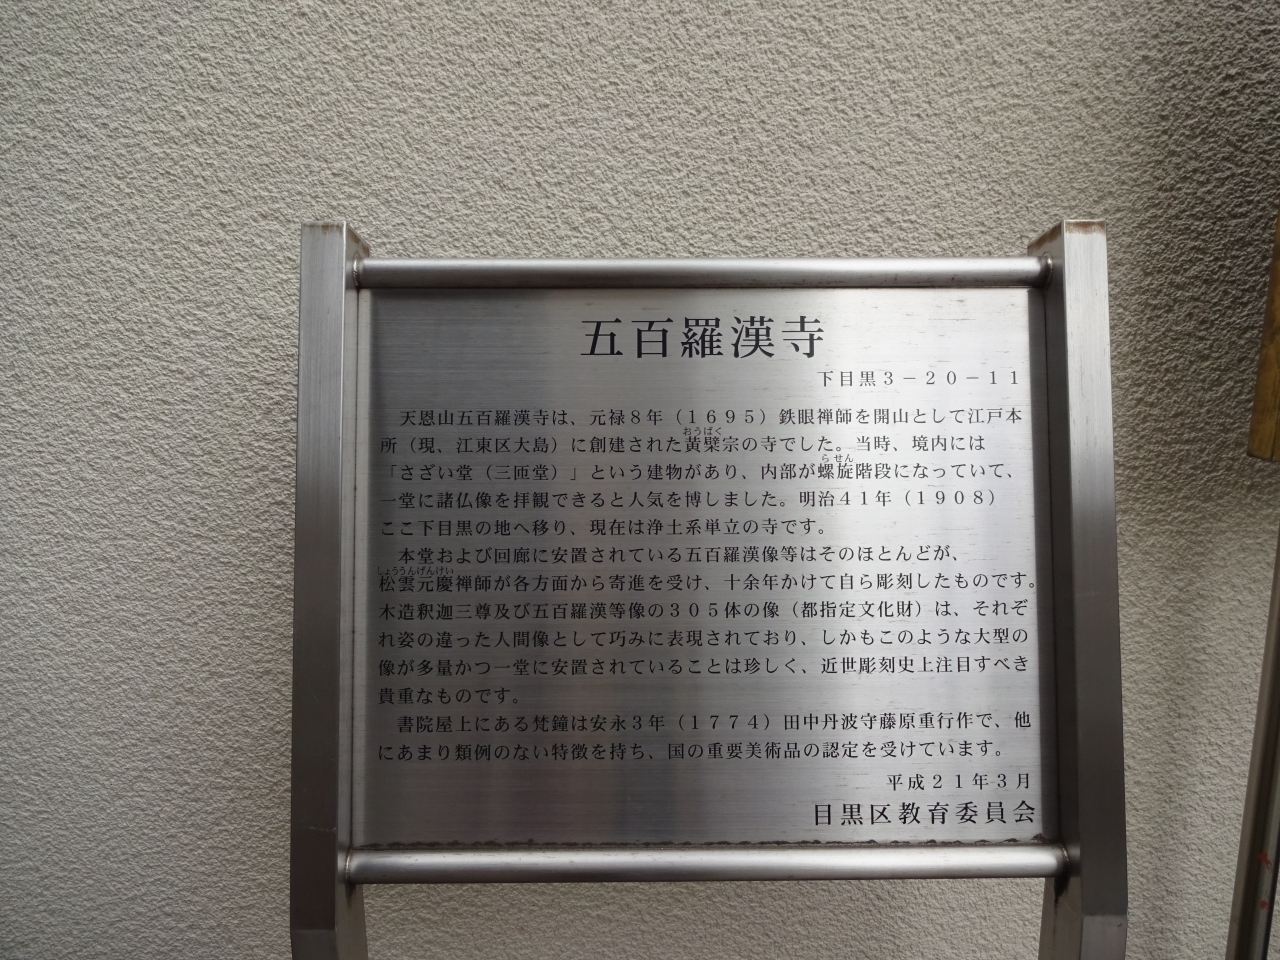 五百羅漢寺
下目黒３－２０－１１
天恩山五百羅漢寺は、元禄８年（１６９５）鉄眼禅師を開山として江戸本
おうばく
所（現、江東区大島）に創建された黄檗宗の寺でした。当時、境内には
らせん
「さざい堂（三匝堂）」という建物があり、内部が螺旋階段になっていて、
一堂に諸仏像を拝観できると人気を博しました。明治４１年（１９０８）
ここ下目黒の地へ移り、現在は浄土系単立の寺です。
本堂および回廊に安置されている五百羅漢像等はそのほとんどが、
しょううんげんけい
松雲元慶禅師が各方面から寄進を受け、十余年かけて自ら彫刻したものです。
木造釈迦三尊及び五百羅漢等像の３０５体の像（都指定文化財）は、それぞ
れ姿の違った人間像として巧みに表現されており、しかもこのような大型の
像が多量かつ一堂に安置されていることは珍しく、近世彫刻史上注目すべき
貴重なものです。
書院屋上にある梵鐘は安永３年（１７７４）田中丹波守藤原重行作で、他
にあまり類例のない特徴を持ち、国の重要美術品の認定を受けています。
平成２１年３月
目黒区教育委員会